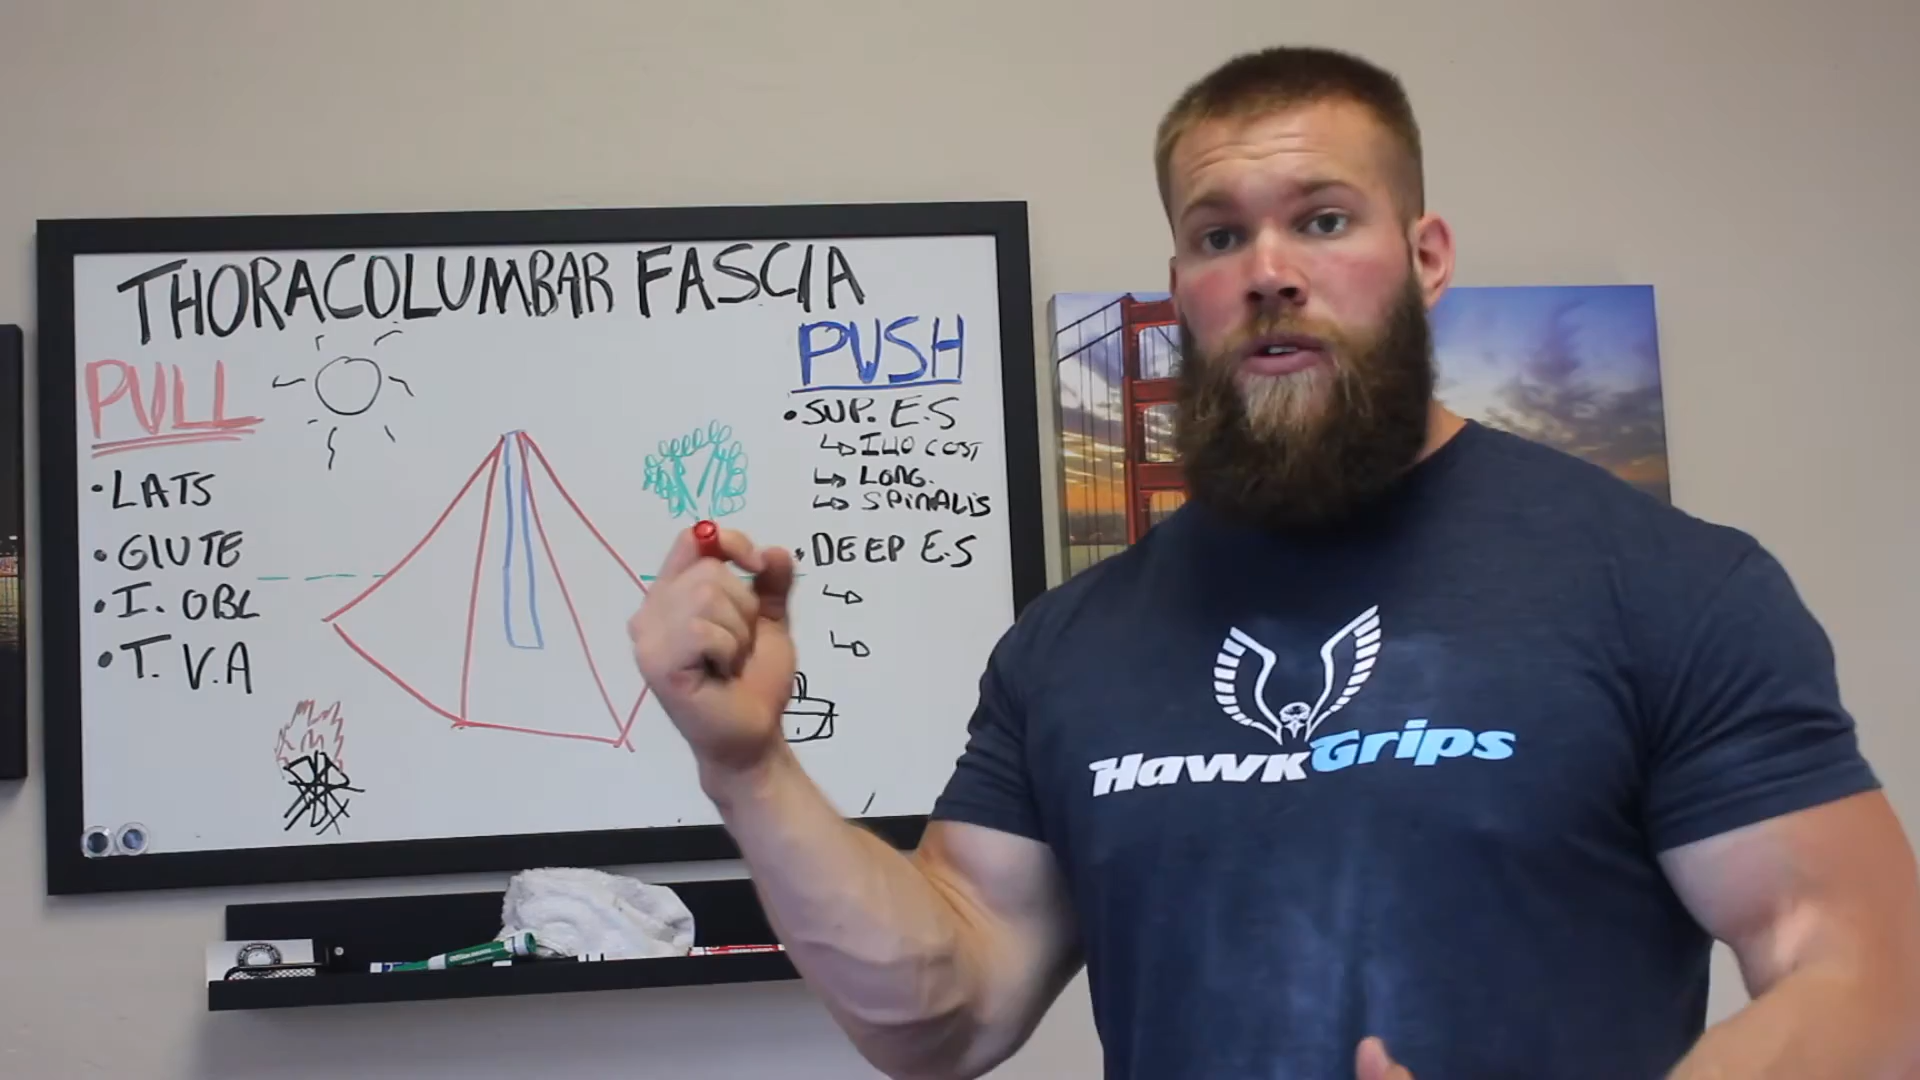 THORACOLUMBAR FASCIA
PULL
• LATS
• GLUTE
• I. OBL
• T.V.A
PUSH
• SUP. E.S
↳ ILIO COST
↳ LONG.
↳ SPINALIS
• DEEP E.S
↳
↳
HawkGrips